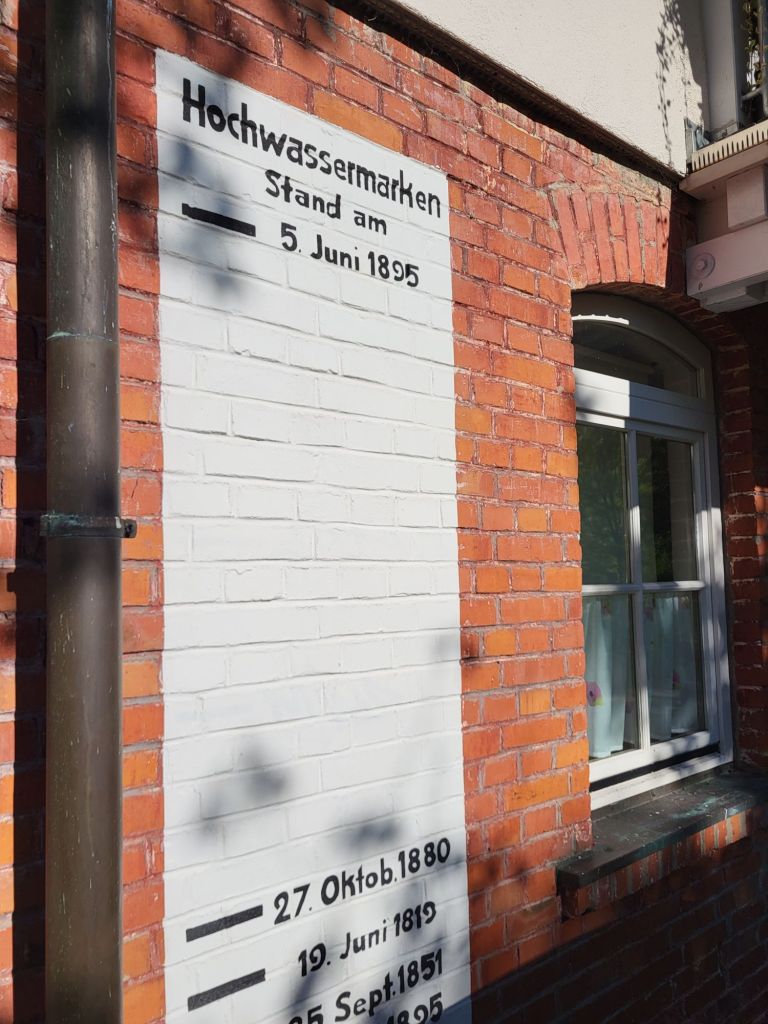 Hochwassermarken
Stand am
5. Juni 1895
27. Oktob. 1880
19. Juni 1819
Sept. 1851